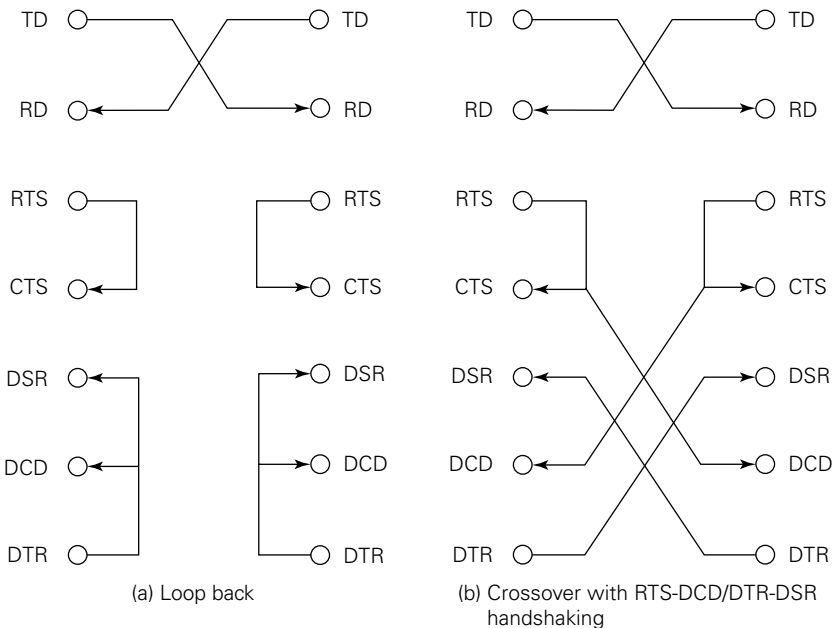 TD TD TD TD
RD RD RD RD
RTS RTS RTS RTS
CTS CTS CTS CTS
DSR DSR DSR DSR
DCD DCD DCD DCD
DTR DTR DTR DTR
(a) Loop back
(b) Crossover with RTS-DCD/DTR-DSR
handshaking